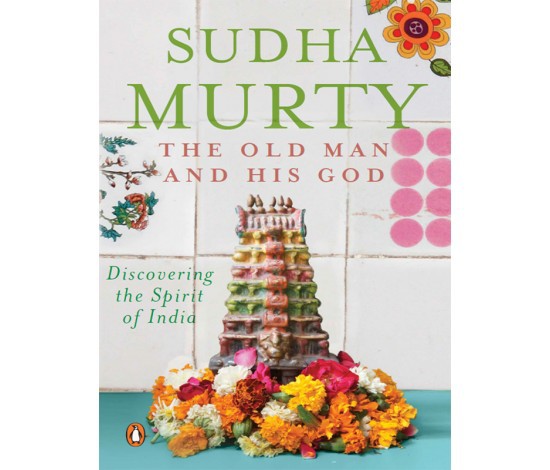 SUDHA
MURTY
THE OLD MAN
AND HIS GOD
Discovering
the Spirit
of India